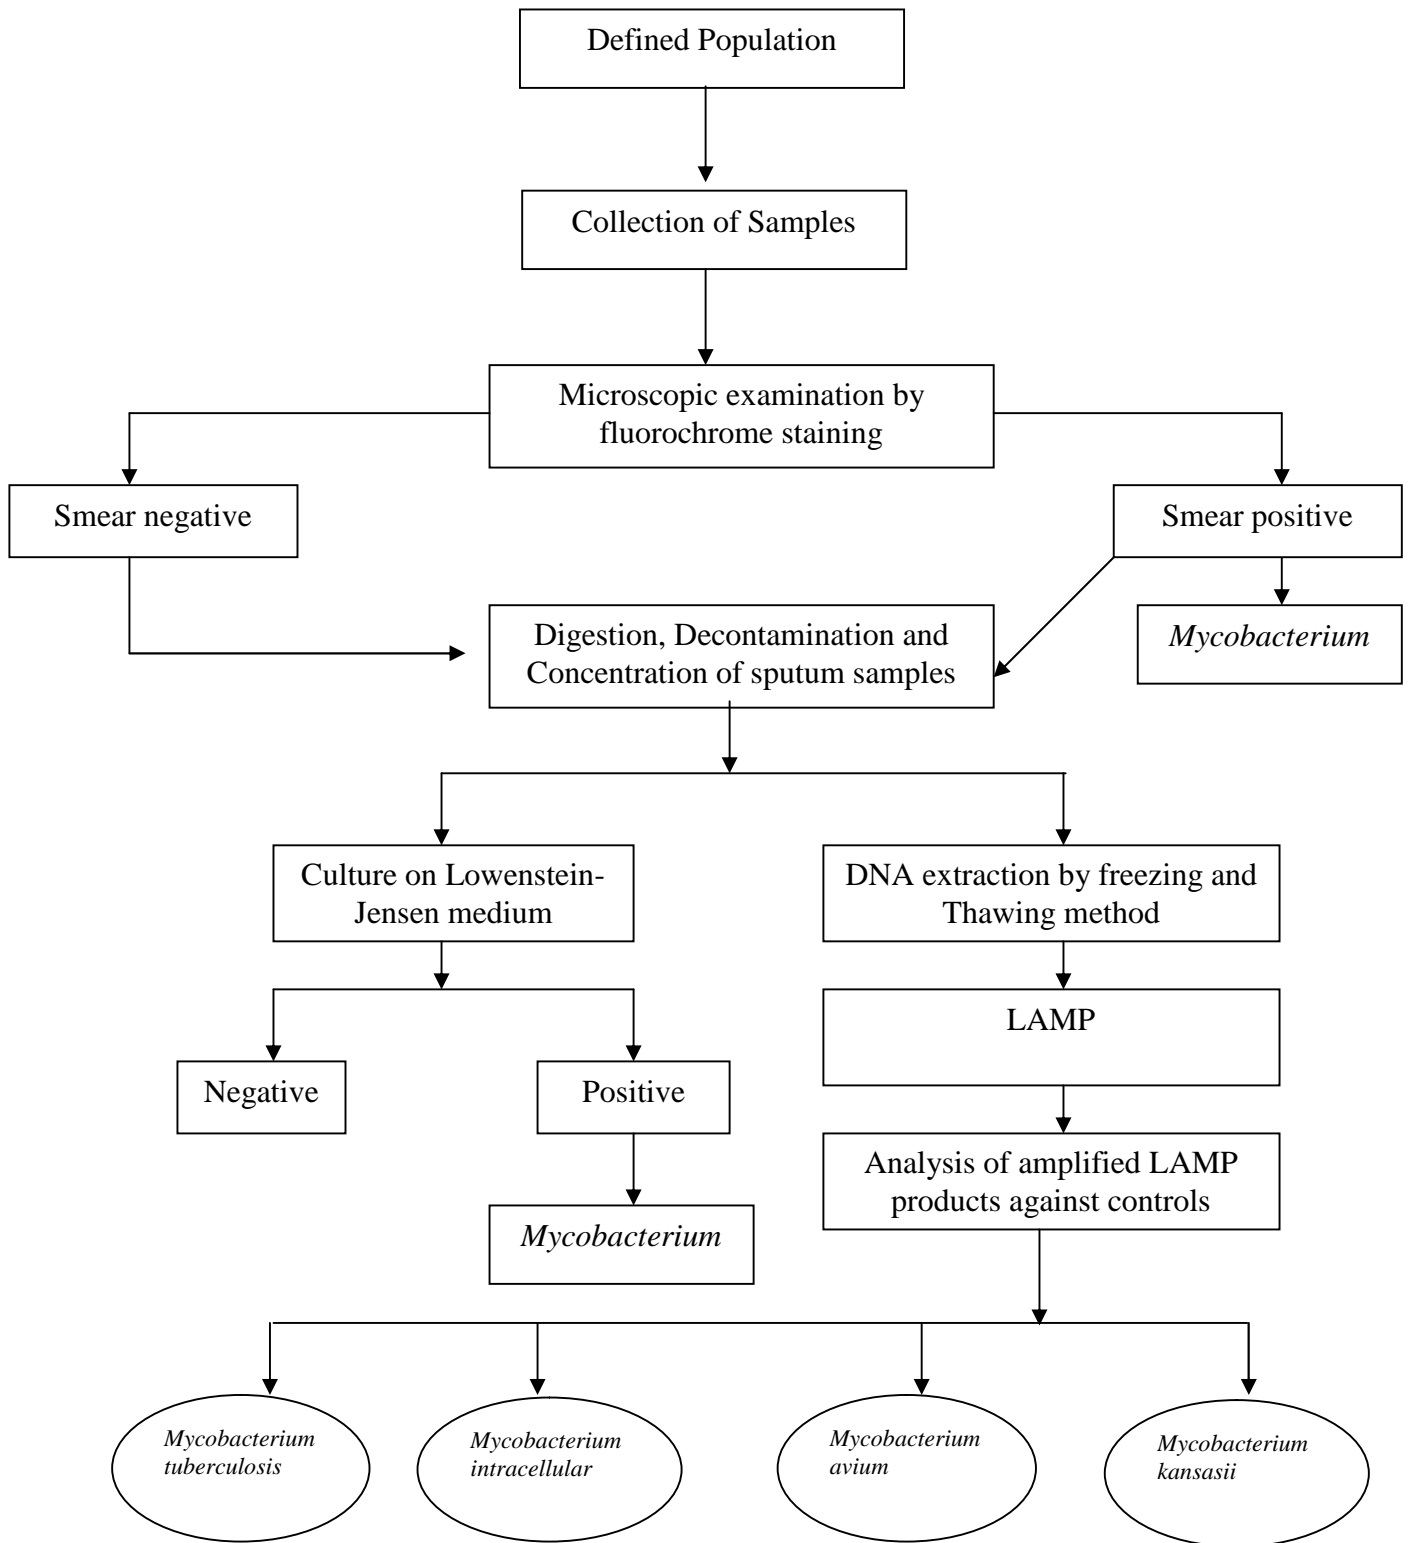 Defined Population
Collection of Samples
Microscopic examination by
fluorochrome staining
Smear negative
Smear positive
Digestion, Decontamination and
Concentration of sputum samples
Mycobacterium
Culture on Lowenstein-
Jensen medium
DNA extraction by freezing and
Thawing method
LAMP
Negative
Positive
Analysis of amplified LAMP
products against controls
Mycobacterium
Mycobacterium
tuberculosis
Mycobacterium
intracellular
Mycobacterium
avium
Mycobacterium
kansasii